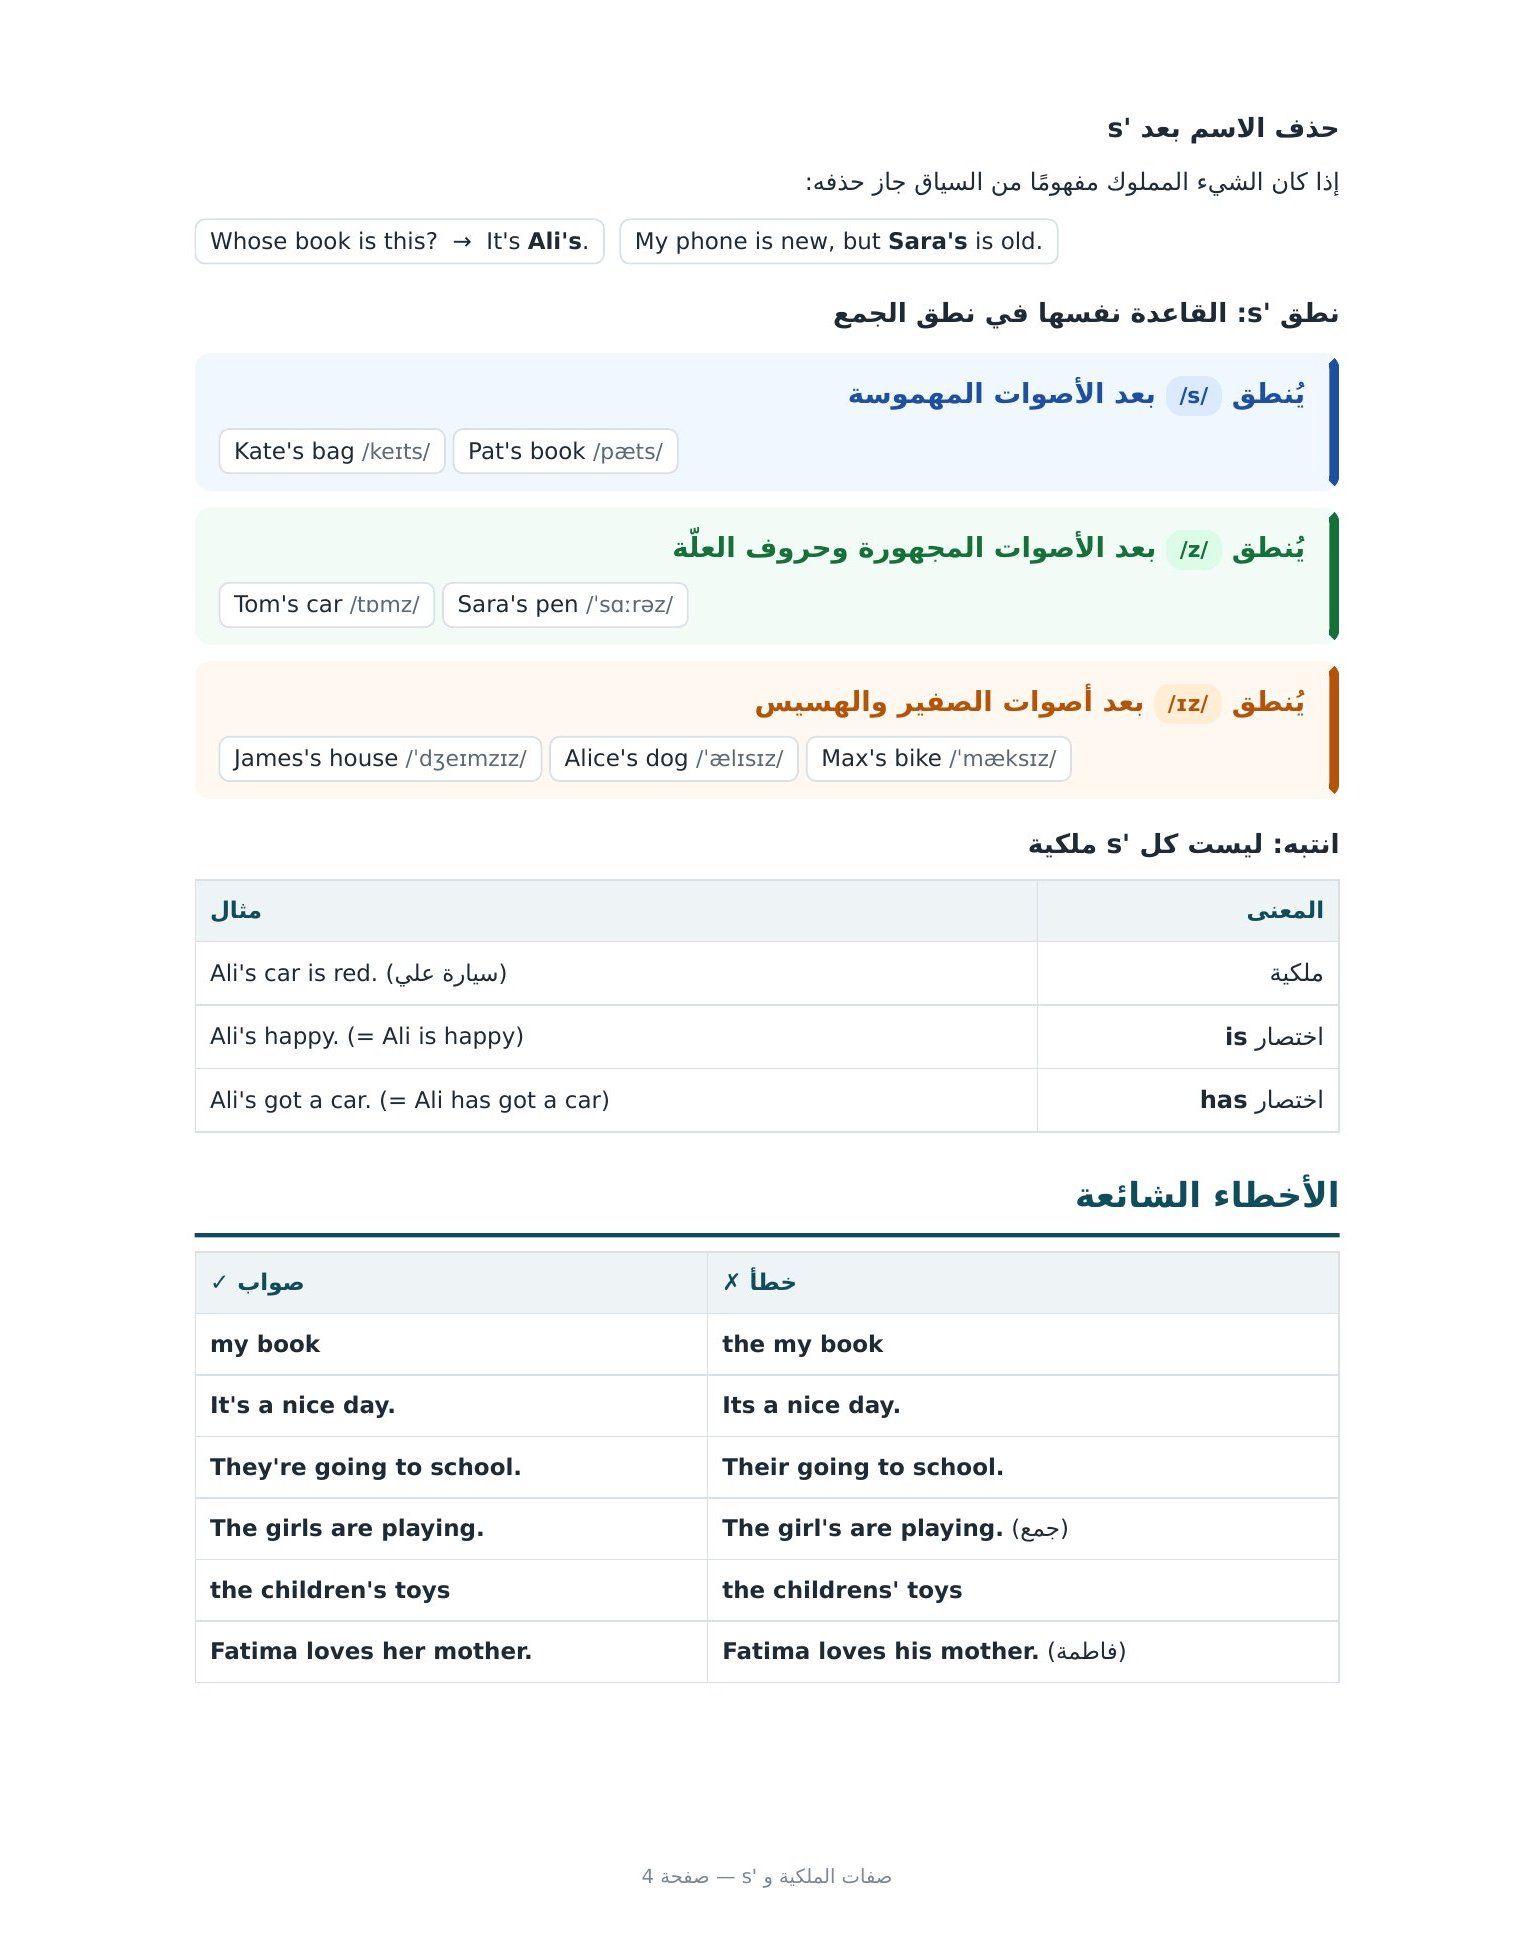 حذف الاسم بعد 's
إذا كان الشيء المملوك مفهومًا من السياق جاز حذفه:
Whose book is this? → It's Ali's. My phone is new, but Sara's is old.
نطق 's: القاعدة نفسها في نطق الجمع
يُنطق /s/ بعد الأصوات المهموسة
Kate's bag /keɪts/ Pat's book /pæts/
يُنطق /z/ بعد الأصوات المجهورة وحروف العلّة
Tom's car /tɒmz/ Sara's pen /ˈsɑːrəz/
يُنطق /ɪz/ بعد أصوات الصفير والهسيس
James's house /ˈdʒeɪmzɪz/ Alice's dog /ˈælɪsɪz/ Max's bike /ˈmæksɪz/
انتبه: ليست كل 's ملكية
المعنى مثال
ملكية Ali's car is red. (سيارة علي)
اختصار is Ali's happy. (= Ali is happy)
اختصار has Ali's got a car. (= Ali has got a car)
الأخطاء الشائعة
خطأ ✗ صواب ✓
the my book my book
Its a nice day. It's a nice day.
Their going to school. They're going to school.
The girl's are playing. (جمع) The girls are playing.
the childrens' toys the children's toys
Fatima loves his mother. (فاطمة) Fatima loves her mother.
صفات الملكية و 's — صفحة 4